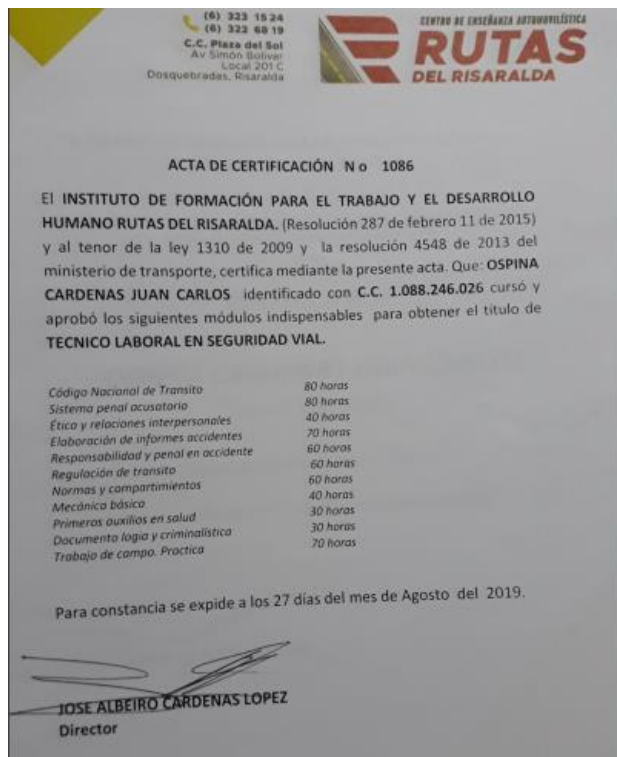 (6) 323 15 24
(6) 322 68 19
C.C. Plaza del Sol
Av Simón Bolívar
Local 201 C
Dosquebradas, Risaralda
CENTRO DE ENSEÑANZA AUTOMOVILÍSTICA
RUTAS
DEL RISARALDA
ACTA DE CERTIFICACIÓN N o 1086
El INSTITUTO DE FORMACIÓN PARA EL TRABAJO Y EL DESARROLLO
HUMANO RUTAS DEL RISARALDA. (Resolución 287 de febrero 11 de 2015)
y al tenor de la ley 1310 de 2009 y la resolución 4548 de 2013 del
ministerio de transporte, certifica mediante la presente acta. Que: OSPINA
CARDENAS JUAN CARLOS identificado con C.C. 1.088.246.026 cursó y
aprobó los siguientes módulos indispensables para obtener el titulo de
TECNICO LABORAL EN SEGURIDAD VIAL.
Código Nacional de Transito 80 horas
Sistema penal acusatorio 80 horas
Ético y relaciones interpersonales 40 horas
Elaboración de informes accidentes 70 horas
Responsabilidad y penal en accidente 60 horas
Regulación de transito 60 horas
Normas y compartimientos 60 horas
Mecánica básica 40 horas
Primeros auxilios en salud 30 horas
Documento logia y criminalística 30 horas
Trabajo de campo. Practica 70 horas
Para constancia se expide a los 27 días del mes de Agosto del 2019.
JOSE ALBEIRO CARDENAS LOPEZ
Director